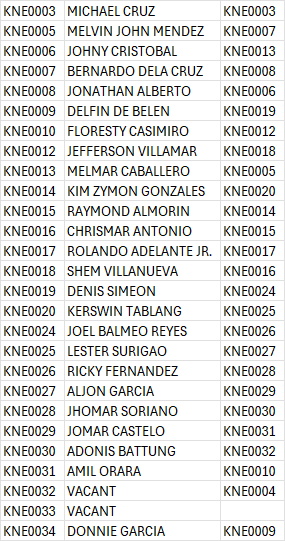 KNE0003 MICHAEL CRUZ KNE0003
KNE0005 MELVIN JOHN MENDEZ KNE0007
KNE0006 JOHNY CRISTOBAL KNE0013
KNE0007 BERNARDO DELA CRUZ KNE0008
KNE0008 JONATHAN ALBERTO KNE0006
KNE0009 DELFIN DE BELEN KNE0019
KNE0010 FLORESTY CASIMIRO KNE0012
KNE0012 JEFFERSON VILLAMAR KNE0018
KNE0013 MELMAR CABALLERO KNE0005
KNE0014 KIM ZYMON GONZALES KNE0020
KNE0015 RAYMOND ALMORIN KNE0014
KNE0016 CHRISMAR ANTONIO KNE0015
KNE0017 ROLANDO ADELANTE JR. KNE0017
KNE0018 SHEM VILLANUEVA KNE0016
KNE0019 DENIS SIMEON KNE0024
KNE0020 KERSWIN TABLANG KNE0025
KNE0024 JOEL BALMEO REYES KNE0026
KNE0025 LESTER SURIGAO KNE0027
KNE0026 RICKY FERNANDEZ KNE0028
KNE0027 ALJON GARCIA KNE0029
KNE0028 JHOMAR SORIANO KNE0030
KNE0029 JOMAR CASTELO KNE0031
KNE0030 ADONIS BATTUNG KNE0032
KNE0031 AMIL ORARA KNE0010
KNE0032 VACANT KNE0004
KNE0033 VACANT
KNE0034 DONNIE GARCIA KNE0009